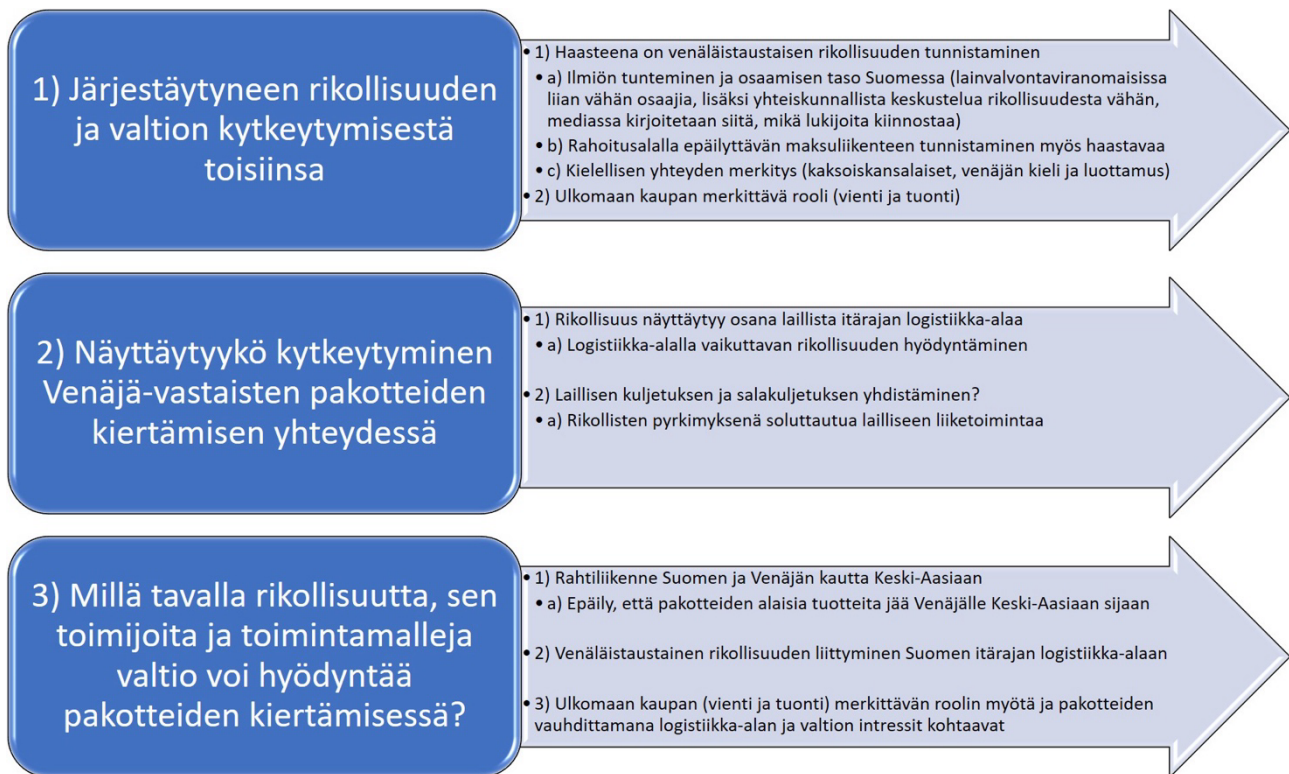 1) Järjestäytyneen rikollisuuden
ja valtion kytkeytymisestä
toisiinsa
• 1) Haasteena on venäläistaustaisen rikollisuuden tunnistaminen
• a) Ilmiön tunteminen ja osaamisen taso Suomessa (lainvalvontaviranomaisissa
liian vähän osaajia, lisäksi yhteiskunnallista keskustelua rikollisuudesta vähän,
mediassa kirjoitetaan siitä, mikä lukijoita kiinnostaa)
• b) Rahoitusalalla epäilyttävän maksuliikenteen tunnistaminen myös haastavaa
• c) Kielellisen yhteyden merkitys (kaksoiskansalaiset, venäjän kieli ja luottamus)
• 2) Ulkomaan kaupan merkittävä rooli (vienti ja tuonti)
2) Näyttäytyykö kytkeytyminen
Venäjä-vastaisten pakotteiden
kiertämisen yhteydessä
• 1) Rikollisuus näyttäytyy osana laillista itärajan logistiikka-alaa
• a) Logistiikka-alalla vaikuttavan rikollisuuden hyödyntäminen
• 2) Laillisen kuljetuksen ja salakuljetuksen yhdistäminen?
• a) Rikollisten pyrkimyksenä soluttautua lailliseen liiketoimintaa
3) Millä tavalla rikollisuutta, sen
toimijoita ja toimintamalleja
valtio voi hyödyntää
pakotteiden kiertämisessä?
• 1) Rahtiliikenne Suomen ja Venäjän kautta Keski-Aasiaan
• a) Epäily, että pakotteiden alaisia tuotteita jää Venäjälle Keski-Aasiaan sijaan
• 2) Venäläistaustainen rikollisuuden liittyminen Suomen itärajan logistiikka-alaan
• 3) Ulkomaan kaupan (vienti ja tuonti) merkittävän roolin myötä ja pakotteiden
vauhdittamana logistiikka-alan ja valtion intressit kohtaavat